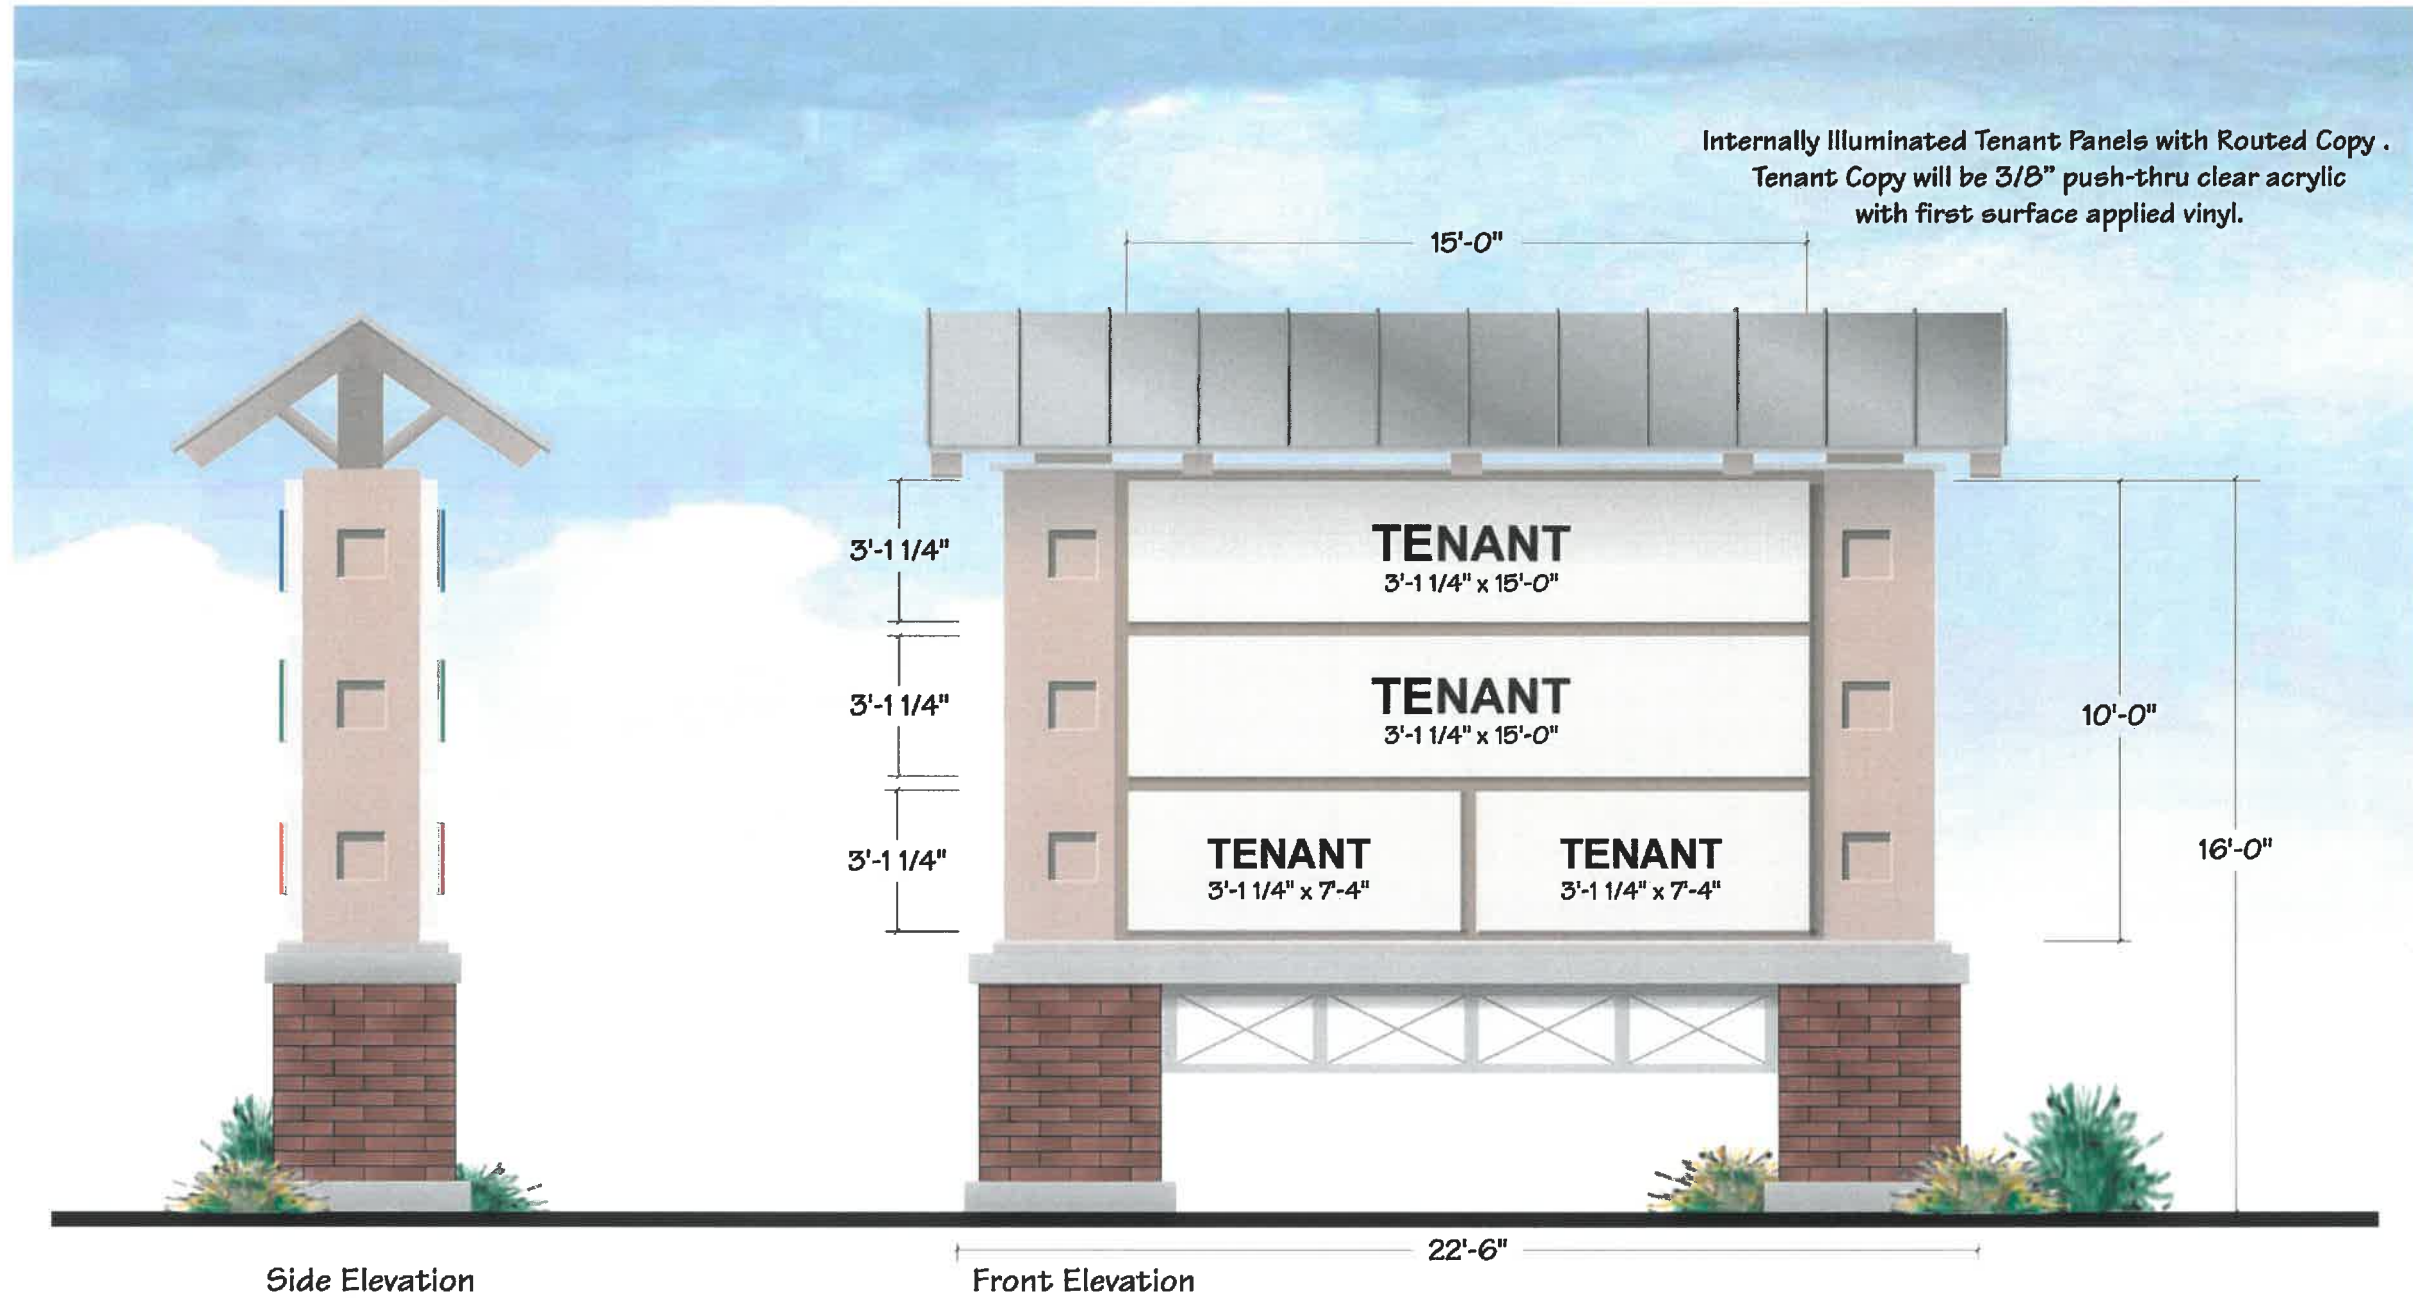 Internally Illuminated Tenant Panels with Routed Copy .
Tenant Copy will be 3/8" push-thru clear acrylic
with first surface applied vinyl.
15'-0"
3'-1 1/4"
TENANT
3'-1 1/4" x 15'-0"
3'-1 1/4"
TENANT
3'-1 1/4" x 15'-0"
10'-0"
3'-1 1/4"
TENANT
3'-1 1/4" x 7'-4"
TENANT
3'-1 1/4" x 7'-4"
16'-0"
22'-6"
Side Elevation
Front Elevation